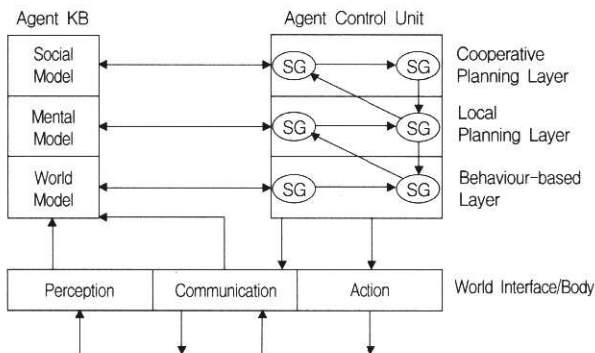 Agent KB
Agent Control Unit
Social
Model
SG
SG
Cooperative
Planning Layer
Mental
Model
SG
SG
Local
Planning Layer
World
Model
SG
SG
Behaviour-based
Layer
Perception
Communication
Action
World Interface/Body